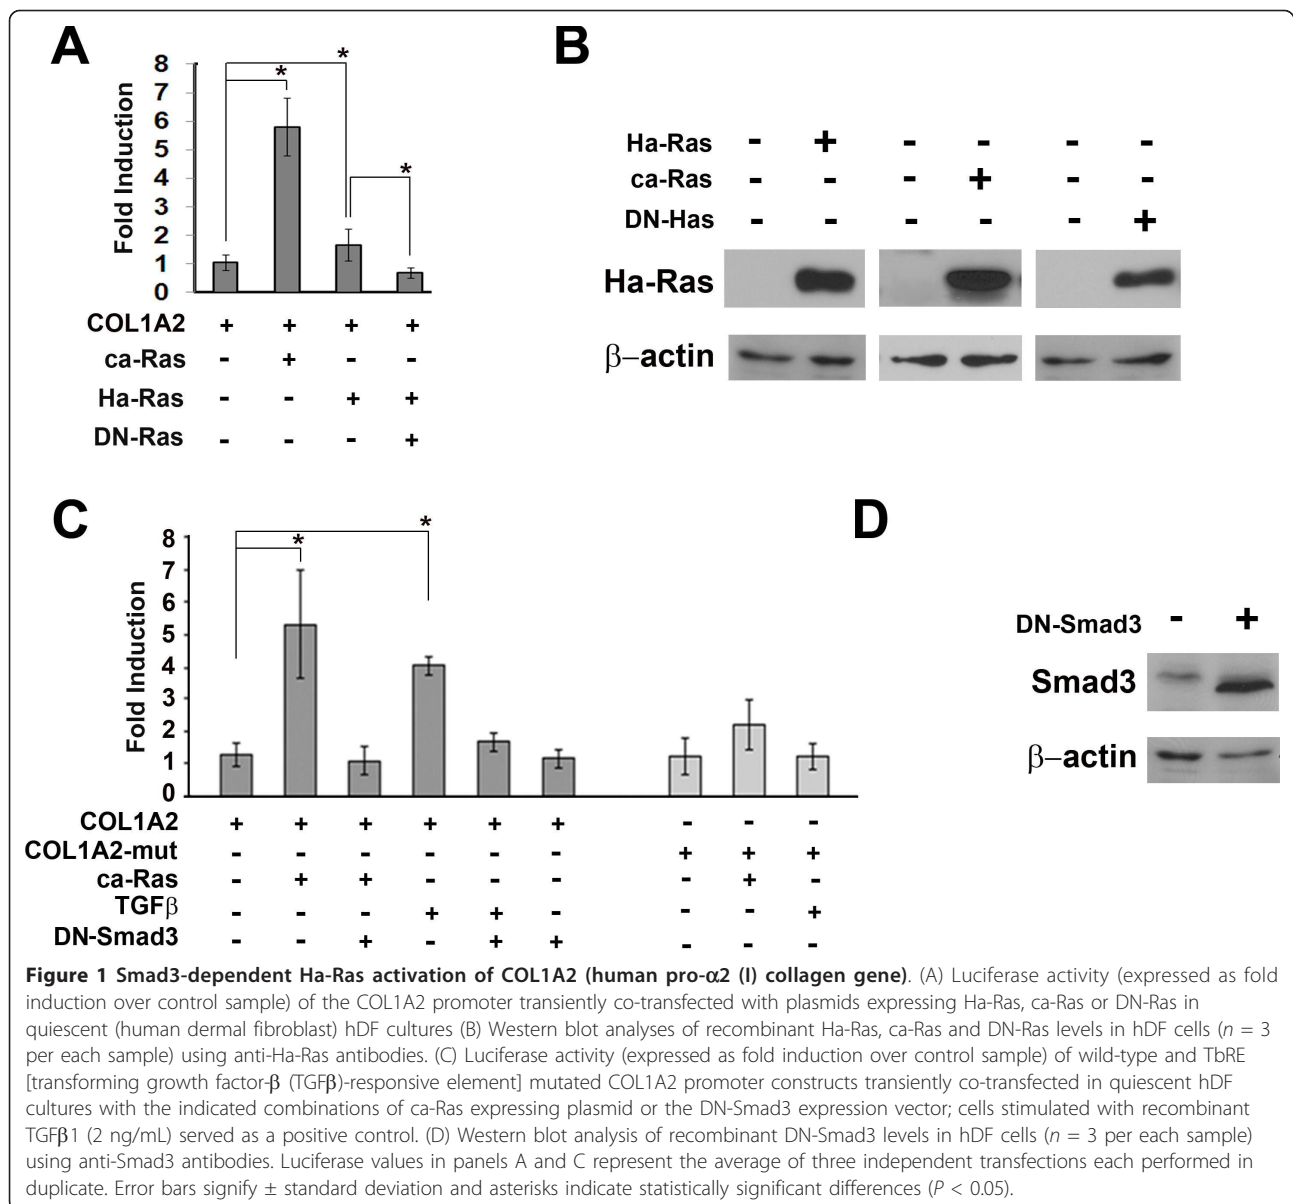 A
8
7
6
5
4
3
2
1
0
Fold Induction
*
*
*
COL1A2 + + + +
ca-Ras - + - -
Ha-Ras - - + +
DN-Ras - - - +
B
Ha-Ras - + - - - -
ca-Ras - - - + - -
DN-Has - - - - - +
Ha-Ras
β–actin
C
8
7
6
5
4
3
2
1
0
Fold Induction
*
*
COL1A2 + + + + + + - - -
COL1A2-mut - - - - - - + + +
ca-Ras - + + - - - - + -
TGFβ - - - + + - - - +
DN-Smad3 - - + - + + - - -
D
DN-Smad3 - +
Smad3
β–actin
Figure 1 Smad3-dependent Ha-Ras activation of COL1A2 (human pro-α2 (I) collagen gene). (A) Luciferase activity (expressed as fold
induction over control sample) of the COL1A2 promoter transiently co-transfected with plasmids expressing Ha-Ras, ca-Ras or DN-Ras in
quiescent (human dermal fibroblast) hDF cultures (B) Western blot analyses of recombinant Ha-Ras, ca-Ras and DN-Ras levels in hDF cells (n = 3
per each sample) using anti-Ha-Ras antibodies. (C) Luciferase activity (expressed as fold induction over control sample) of wild-type and TbRE
[transforming growth factor-β (TGFβ)-responsive element] mutated COL1A2 promoter constructs transiently co-transfected in quiescent hDF
cultures with the indicated combinations of ca-Ras expressing plasmid or the DN-Smad3 expression vector; cells stimulated with recombinant
TGFβ1 (2 ng/mL) served as a positive control. (D) Western blot analysis of recombinant DN-Smad3 levels in hDF cells (n = 3 per each sample)
using anti-Smad3 antibodies. Luciferase values in panels A and C represent the average of three independent transfections each performed in
duplicate. Error bars signify ± standard deviation and asterisks indicate statistically significant differences (P < 0.05).